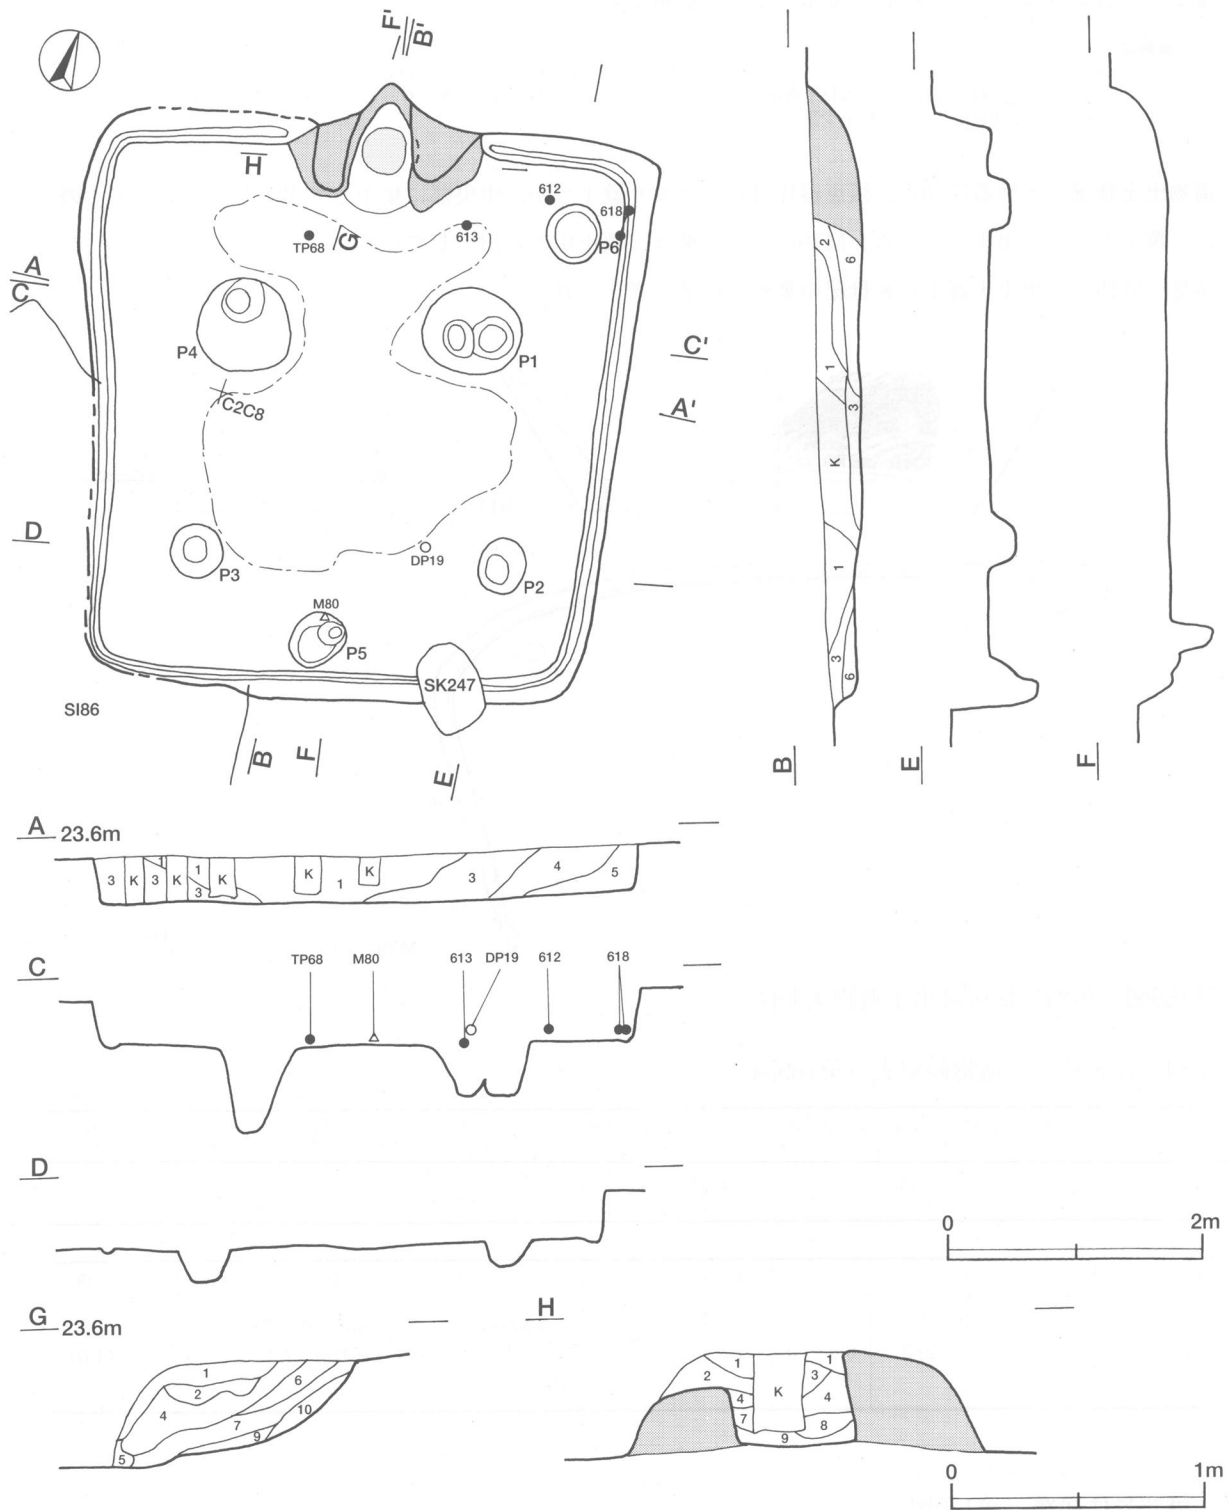 F' B'
H
G
TP68
613
612
618
P6
A
C
P4
P1
C'
A'
C2C8
D
P3
DP19
P2
M80
P5
SK247
SI86
B
F
E
2
6
1
3
K
1
3
6
B
E
F
A 23.6m
3 K 3 1 K 1 3 K K 1 K 3 4 5
C
TP68 M80 613 DP19 612 618
D
0 2m
G 23.6m
1
2
4
6
7
10
9
5
H
1 1
2 3
K
4 4
7 8
9
0 1m